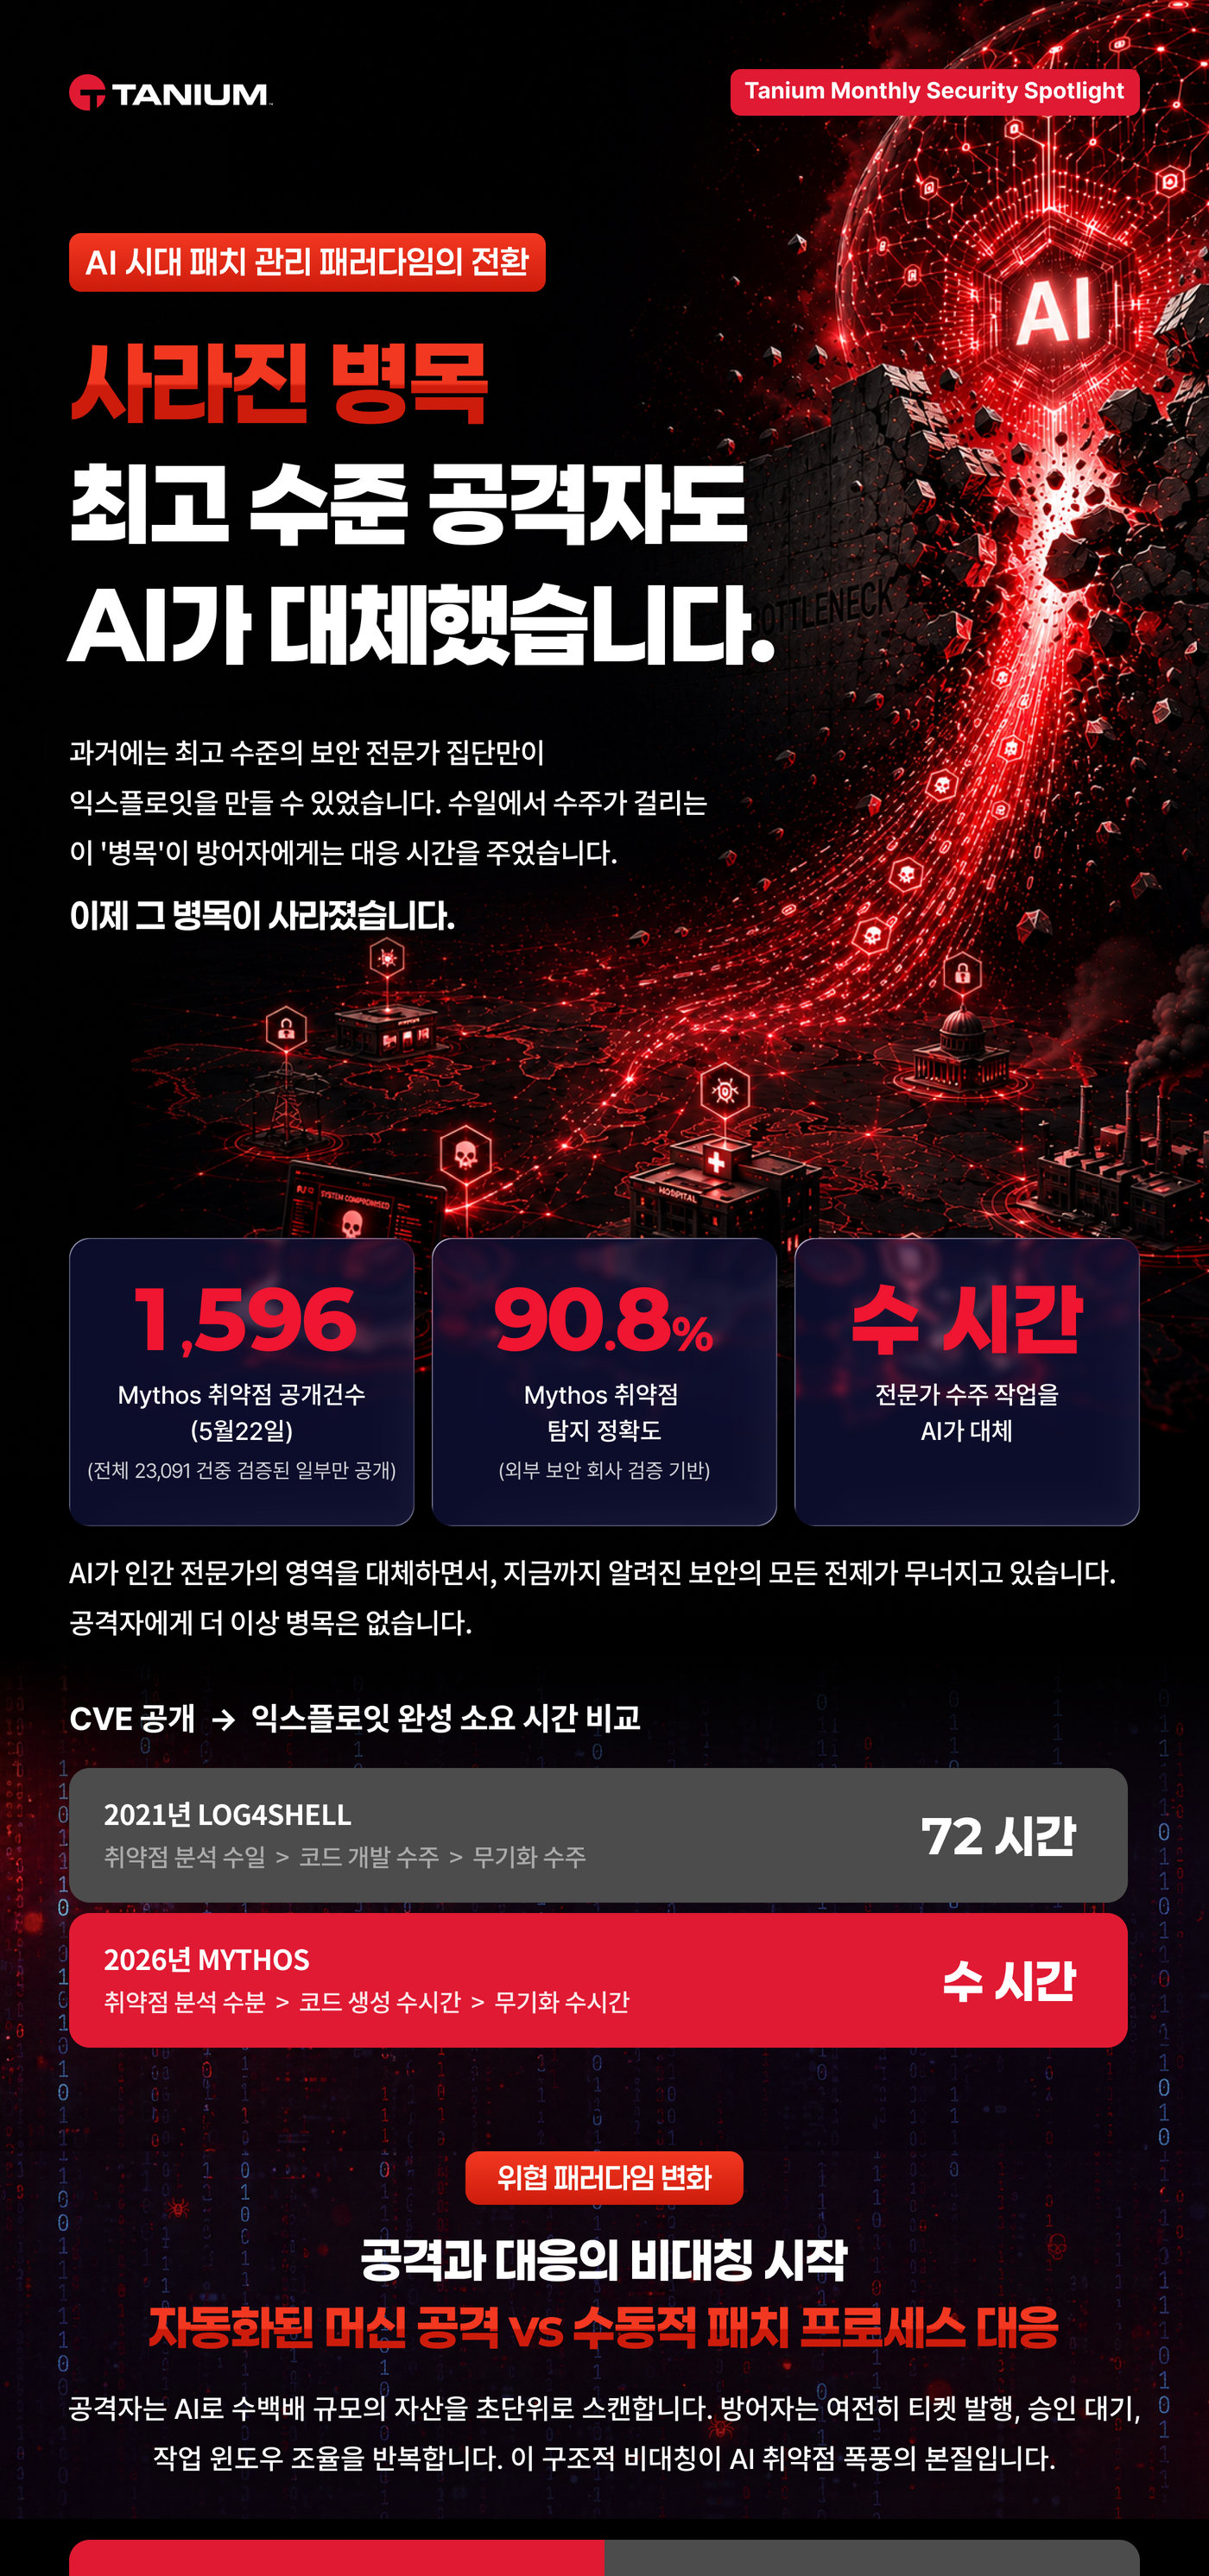 TANIUM
Tanium Monthly Security Spotlight
AI 시대 패치 관리 패러다임의 전환
사라진 병목
최고 수준 공격자도
AI가 대체했습니다.
AI
BOTTLENECK
과거에는 최고 수준의 보안 전문가 집단만이
익스플로잇을 만들 수 있었습니다. 수일에서 수주가 걸리는
이 '병목'이 방어자에게는 대응 시간을 주었습니다.
이제 그 병목이 사라졌습니다.
SYSTEM COMPROMISED
HOSPITAL
1,596
Mythos 취약점 공개건수
(5월22일)
(전체 23,091 건중 검증된 일부만 공개)
90.8%
Mythos 취약점
탐지 정확도
(외부 보안 회사 검증 기반)
수 시간
전문가 수주 작업을
AI가 대체
AI가 인간 전문가의 영역을 대체하면서, 지금까지 알려진 보안의 모든 전제가 무너지고 있습니다.
공격자에게 더 이상 병목은 없습니다.
CVE 공개 → 익스플로잇 완성 소요 시간 비교
2021년 LOG4SHELL
취약점 분석 수일 > 코드 개발 수주 > 무기화 수주
72 시간
2026년 MYTHOS
취약점 분석 수분 > 코드 생성 수시간 > 무기화 수시간
수 시간
위협 패러다임 변화
공격과 대응의 비대칭 시작
자동화된 머신 공격 vs 수동적 패치 프로세스 대응
공격자는 AI로 수백배 규모의 자산을 초단위로 스캔합니다. 방어자는 여전히 티켓 발행, 승인 대기,
작업 윈도우 조율을 반복합니다. 이 구조적 비대칭이 AI 취약점 폭풍의 본질입니다.